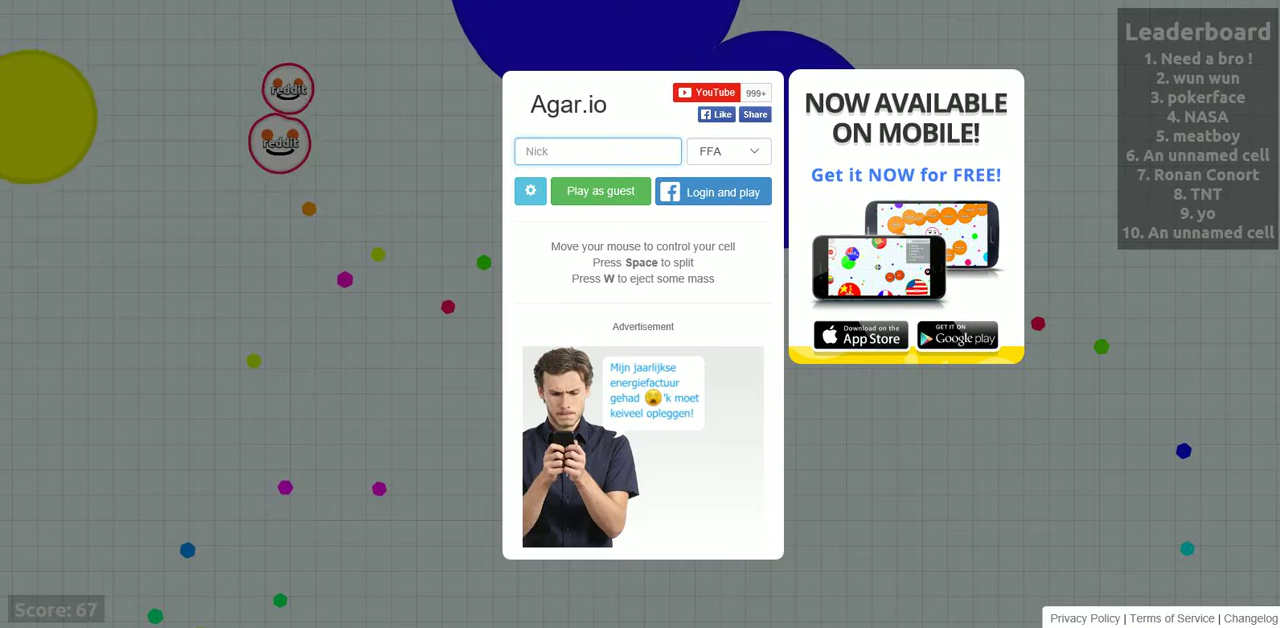 reddit
reddit
Agar.io
YouTube 999+
Like Share
Nick
FFA
Play as guest
Login and play
Move your mouse to control your cell
Press Space to split
Press W to eject some mass
Advertisement
Mijn jaarlijkse
energiefactuur
gehad 'k moet
keiveel opleggen!
NOW AVAILABLE
ON MOBILE!
Get it NOW for FREE!
Download on the
App Store
GET IT ON
Google play
Leaderboard
1. Need a bro !
2. wun wun
3. pokerface
4. NASA
5. meatboy
6. An unnamed cell
7. Ronan Conort
8. TNT
9. yo
10. An unnamed cell
Score: 67
Privacy Policy | Terms of Service | Changelog